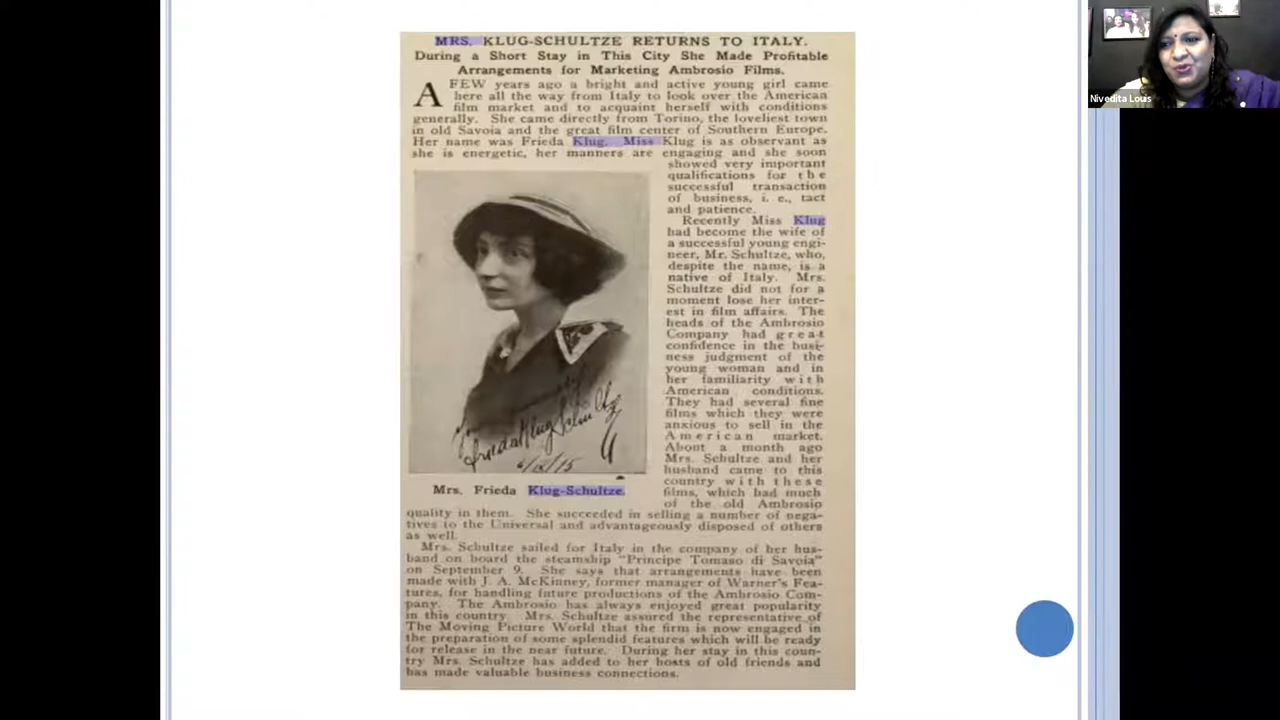 MRS. KLUG-SCHULTZE RETURNS TO ITALY.
During a Short Stay in This City She Made Profitable
Arrangements for Marketing Ambrosio Films.
A FEW years ago a bright and active young girl came
here all the way from Italy to look over the American
film market and to acquaint herself with conditions
generally. She came directly from Torino, the loveliest town
in old Savoia and the great film center of Southern Europe.
Her name was Frieda Klug. Miss Klug is as observant as
she is energetic, her manners are engaging and she soon
showed very important
qualifications for the
successful transaction
of business, i. e., tact
and patience.
Recently Miss Klug
had become the wife of
a successful young engi-
neer, Mr. Schultze, who,
despite the name, is a
native of Italy. Mrs.
Schultze did not for a
moment lose her inter-
est in film affairs. The
heads of the Ambrosio
Company had great
confidence in the busi-
ness judgment of the
young woman and in
her familiarity with
American conditions.
They had several fine
films which they were
anxious to sell in the
American market.
About a month ago
Mrs. Schultze and her
husband came to this
country with these
films, which had much
of the old Ambrosio
quality in them. She succeeded in selling a number of nega-
tives to the Universal and advantageously disposed of others
as well.
Mrs. Schultze sailed for Italy in the company of her hus-
band on board the steamship "Principe Tomaso di Savoia"
on September 9. She says that arrangements have been
made with J. A. McKinney, former manager of Warner's Fea-
tures, for handling future productions of the Ambrosio Com-
pany. The Ambrosio has always enjoyed great popularity
in this country. Mrs. Schultze assured the representative of
The Moving Picture World that the firm is now engaged in
the preparation of some splendid features which will be ready
for release in the near future. During her stay in this coun-
try Mrs. Schultze has added to her hosts of old friends and
has made valuable business connections.
Frieda Klug Schultz
Mrs. Frieda Klug-Schultze.
Nivedita Louis